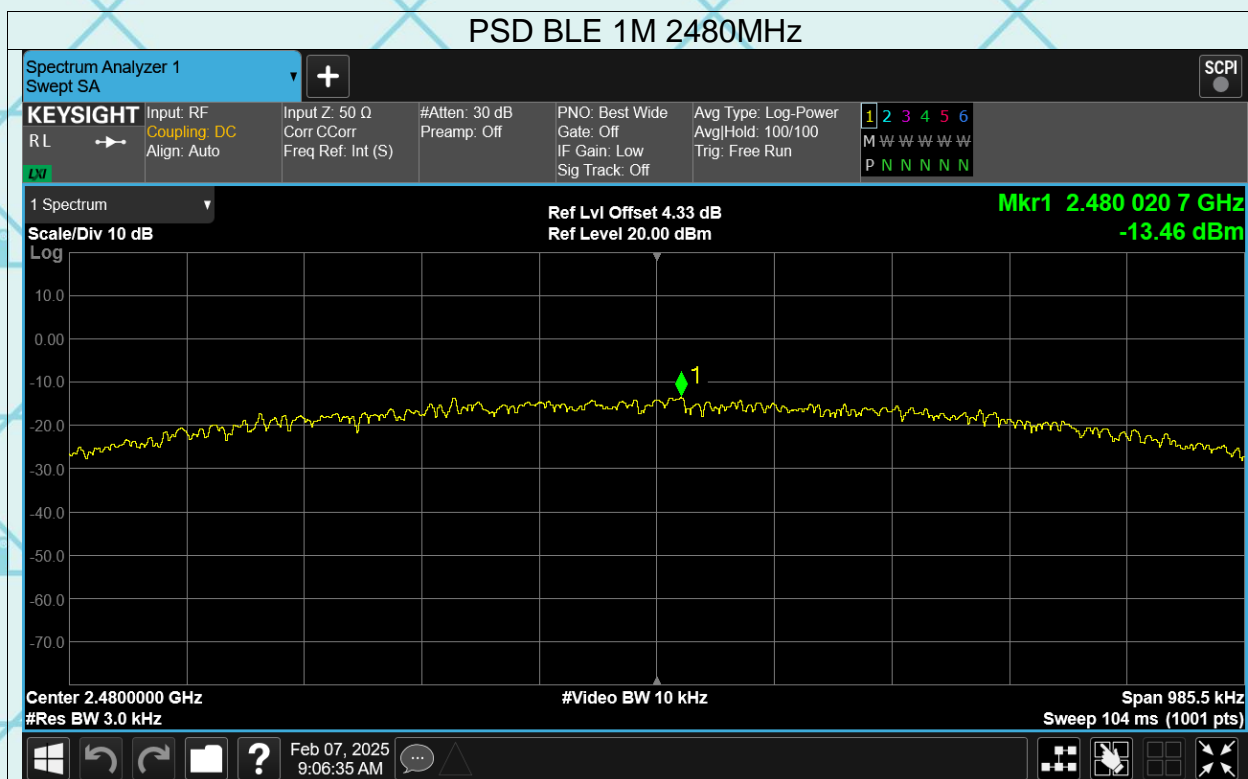 PSD BLE 1M 2480MHz
Spectrum Analyzer 1
Swept SA
SCPI
KEYSIGHT
RL
LXI
Input: RF
Coupling: DC
Align: Auto
Input Z: 50 Ω
Corr CCorr
Freq Ref: Int (S)
#Atten: 30 dB
Preamp: Off
PNO: Best Wide
Gate: Off
IF Gain: Low
Sig Track: Off
Avg Type: Log-Power
Avg|Hold: 100/100
Trig: Free Run
1 2 3 4 5 6
M W W W W W
P N N N N N
1 Spectrum
Scale/Div 10 dB
Log
Ref Lvl Offset 4.33 dB
Ref Level 20.00 dBm
Mkr1 2.480 020 7 GHz
-13.46 dBm
10.0
0.00
-10.0
1
-20.0
-30.0
-40.0
-50.0
-60.0
-70.0
Center 2.4800000 GHz
#Res BW 3.0 kHz
#Video BW 10 kHz
Span 985.5 kHz
Sweep 104 ms (1001 pts)
?
Feb 07, 2025
9:06:35 AM